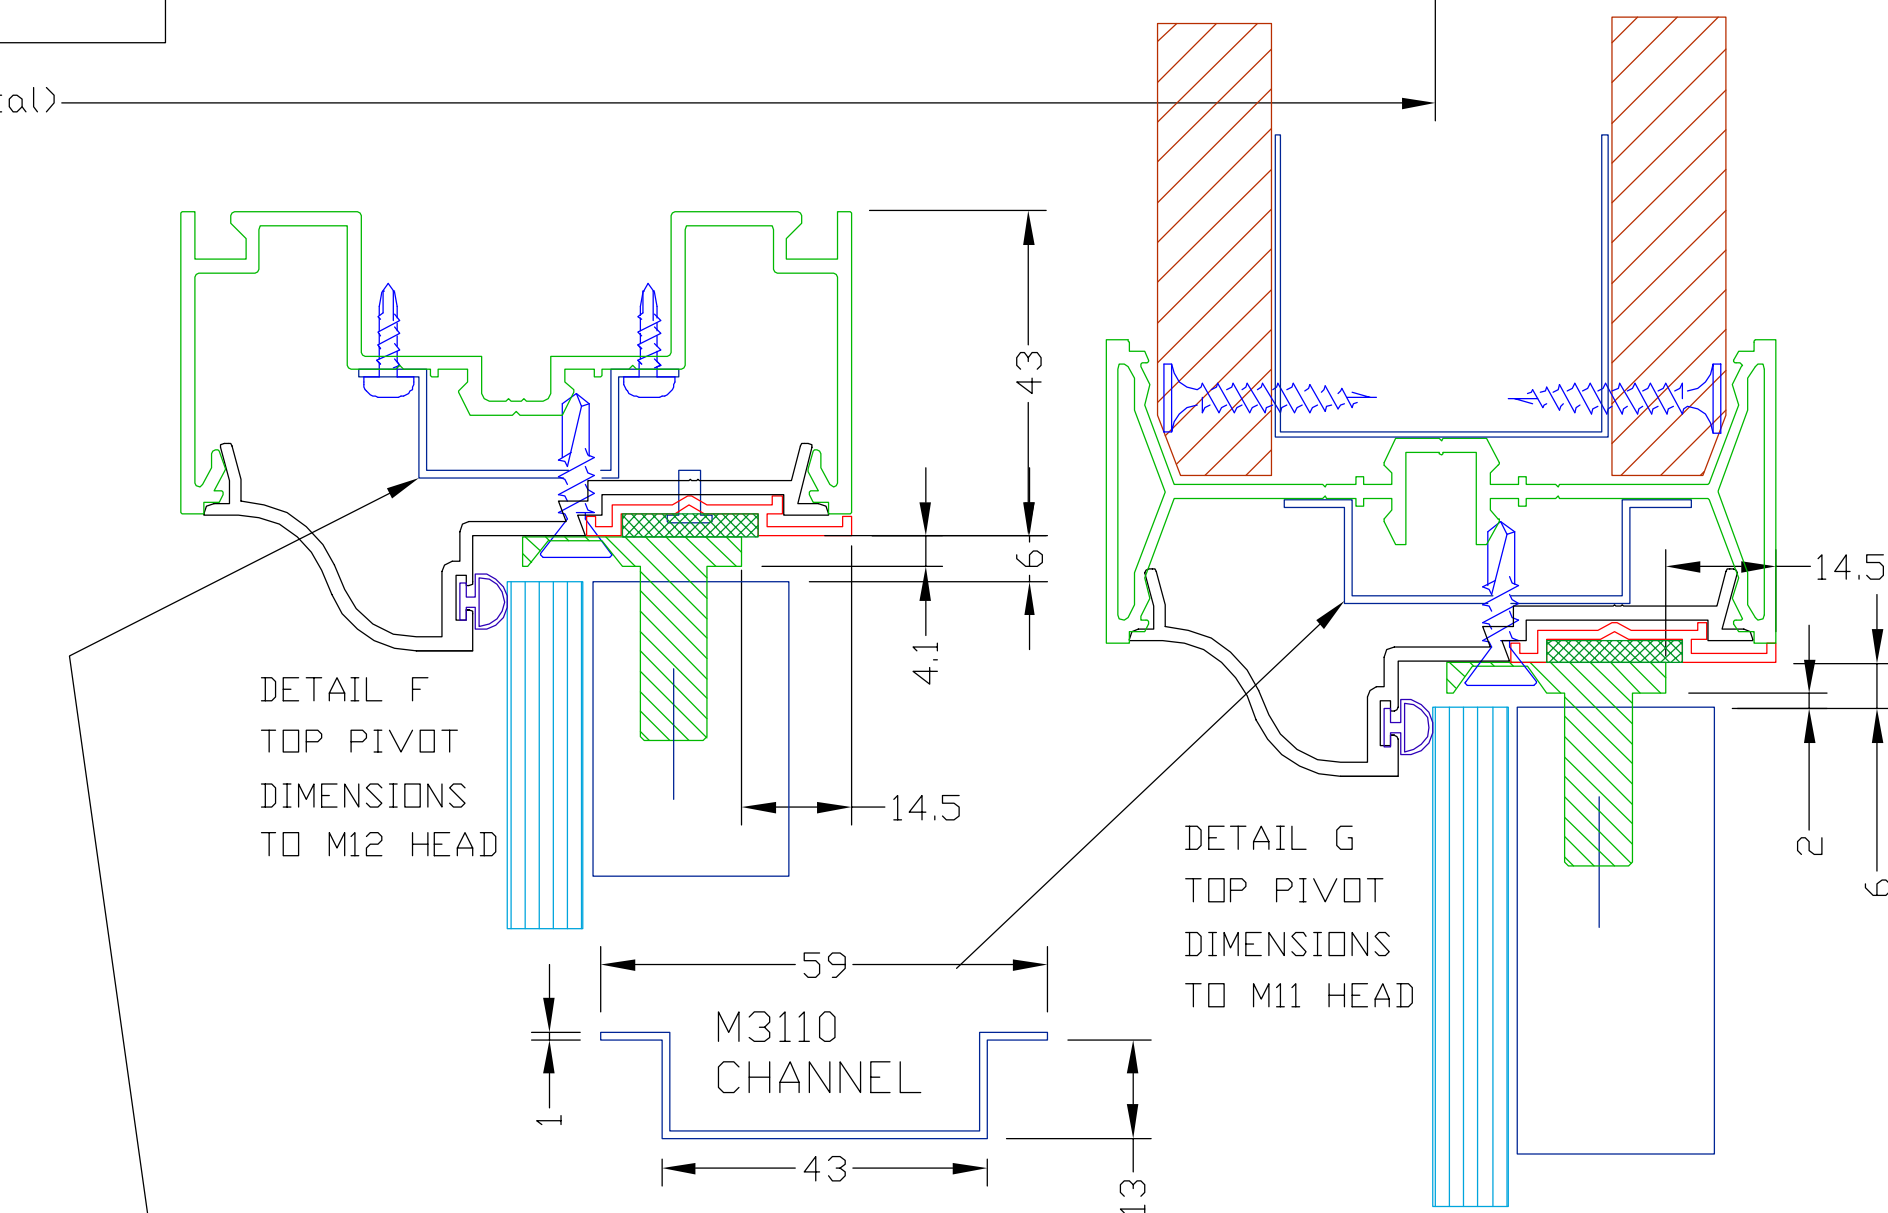 al)
43
6
4.1
14.5
DETAIL F
TOP PIVOT
DIMENSIONS
TO M12 HEAD
14.5
2
6
DETAIL G
TOP PIVOT
DIMENSIONS
TO M11 HEAD
59
M3110
CHANNEL
1
43
13